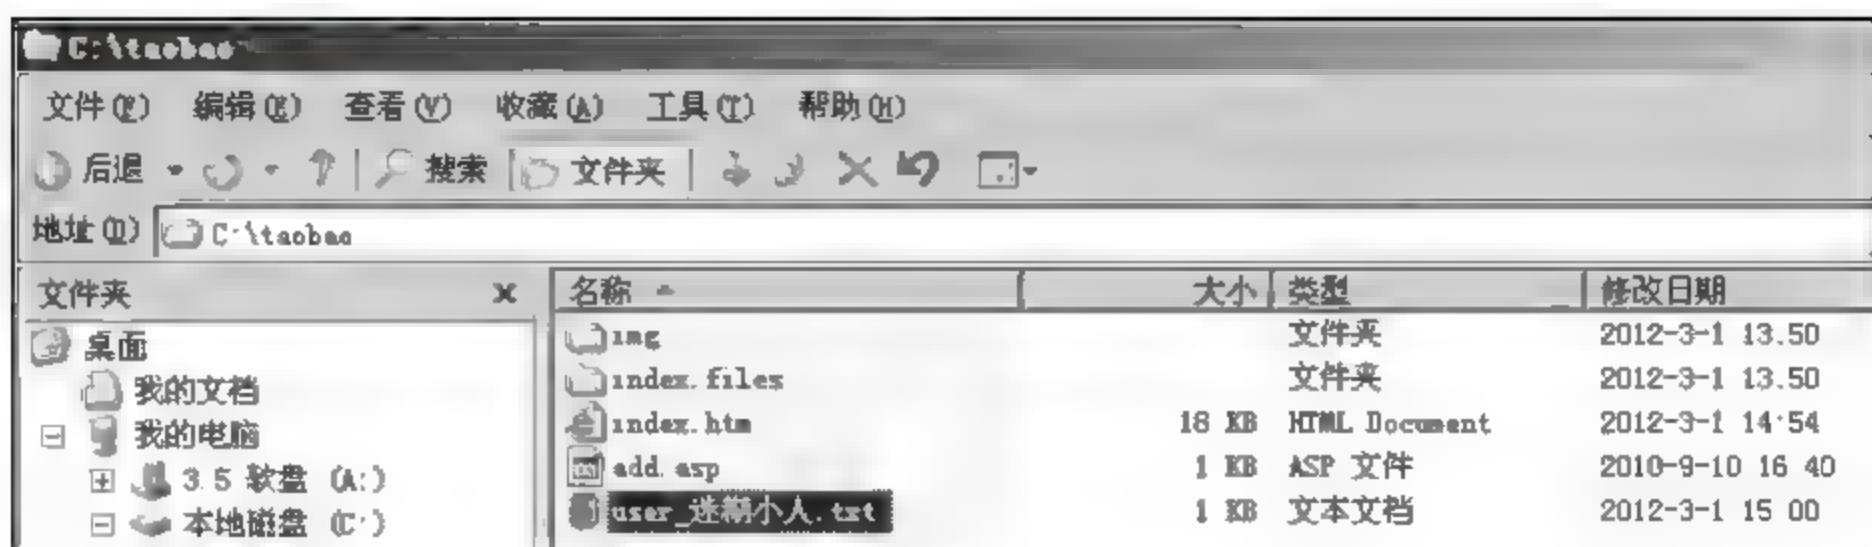 C:\taobao
文件(F) 编辑(E) 查看(V) 收藏(A) 工具(T) 帮助(H)
后退 搜索 文件夹
地址(D) C:\taobao
文件夹 x 名称 大小 类型 修改日期
桌面
我的文档
我的电脑
3.5 软盘 (A:)
本地磁盘 (C:)
img 文件夹 2012-3-1 13:50
index.files 文件夹 2012-3-1 13:50
index.htm 18 KB HTML Document 2012-3-1 14:54
add.asp 1 KB ASP 文件 2010-9-10 16:40
user_迷糊小人.txt 1 KB 文本文档 2012-3-1 15:00